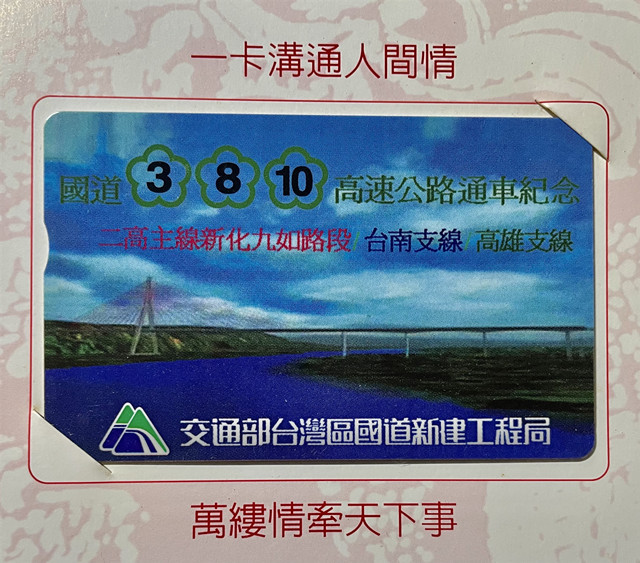 一卡溝通人間情
國道 3 8 10 高速公路通車紀念
二高主線新化九如路段 台南支線 高雄支線
交通部台灣區國道新建工程局
萬縷情牽天下事